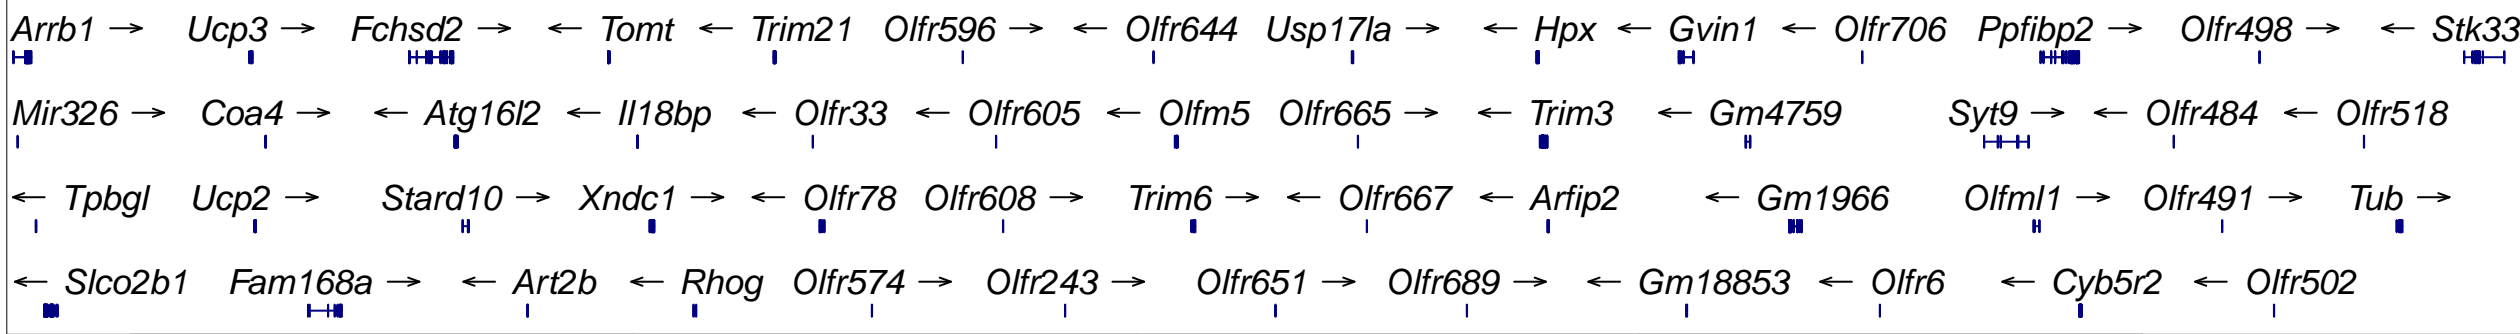 Arrb1 → Ucp3 → Fchsd2 → ← Tomt ← Trim21 Olfr596 → ← Olfr644 Usp17la → ← Hpx ← Gvin1 ← Olfr706 Ppfibp2 → Olfr498 → ← Stk33
Mir326 → Coa4 → ← Atg16l2 ← Il18bp ← Olfr33 ← Olfr605 ← Olfm5 Olfr665 → ← Trim3 ← Gm4759 Syt9 → ← Olfr484 ← Olfr518
← Tpbgl Ucp2 → Stard10 → Xndc1 → ← Olfr78 Olfr608 → Trim6 → ← Olfr667 ← Arfip2 ← Gm1966 Olfml1 → Olfr491 → Tub →
← Slco2b1 Fam168a → ← Art2b ← Rhog Olfr574 → Olfr243 → Olfr651 → Olfr689 → ← Gm18853 ← Olfr6 ← Cyb5r2 ← Olfr502